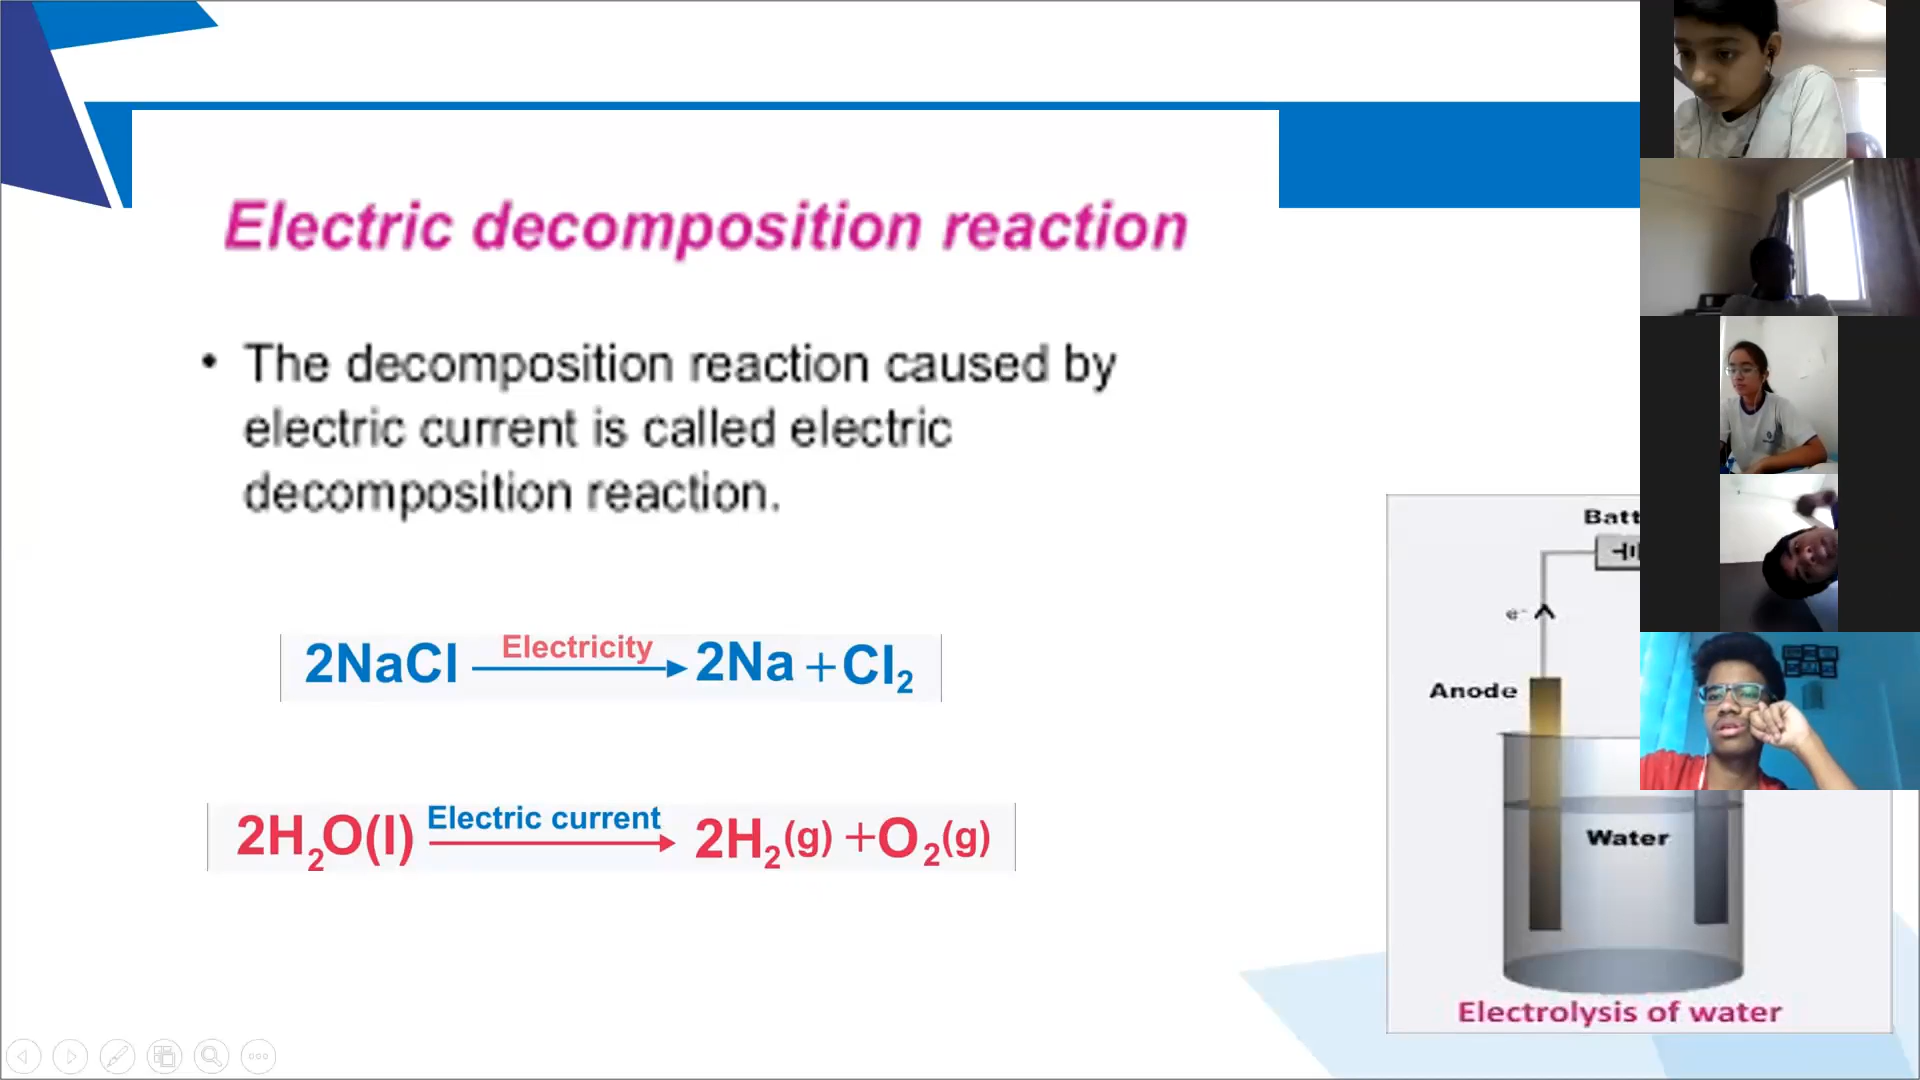 Electric decomposition reaction
• The decomposition reaction caused by
electric current is called electric
decomposition reaction.
2NaCl Electricity 2Na + Cl₂
2H₂O(l) Electric current 2H₂(g) + O₂(g)
Batt
e⁻
Anode
Water
Electrolysis of water